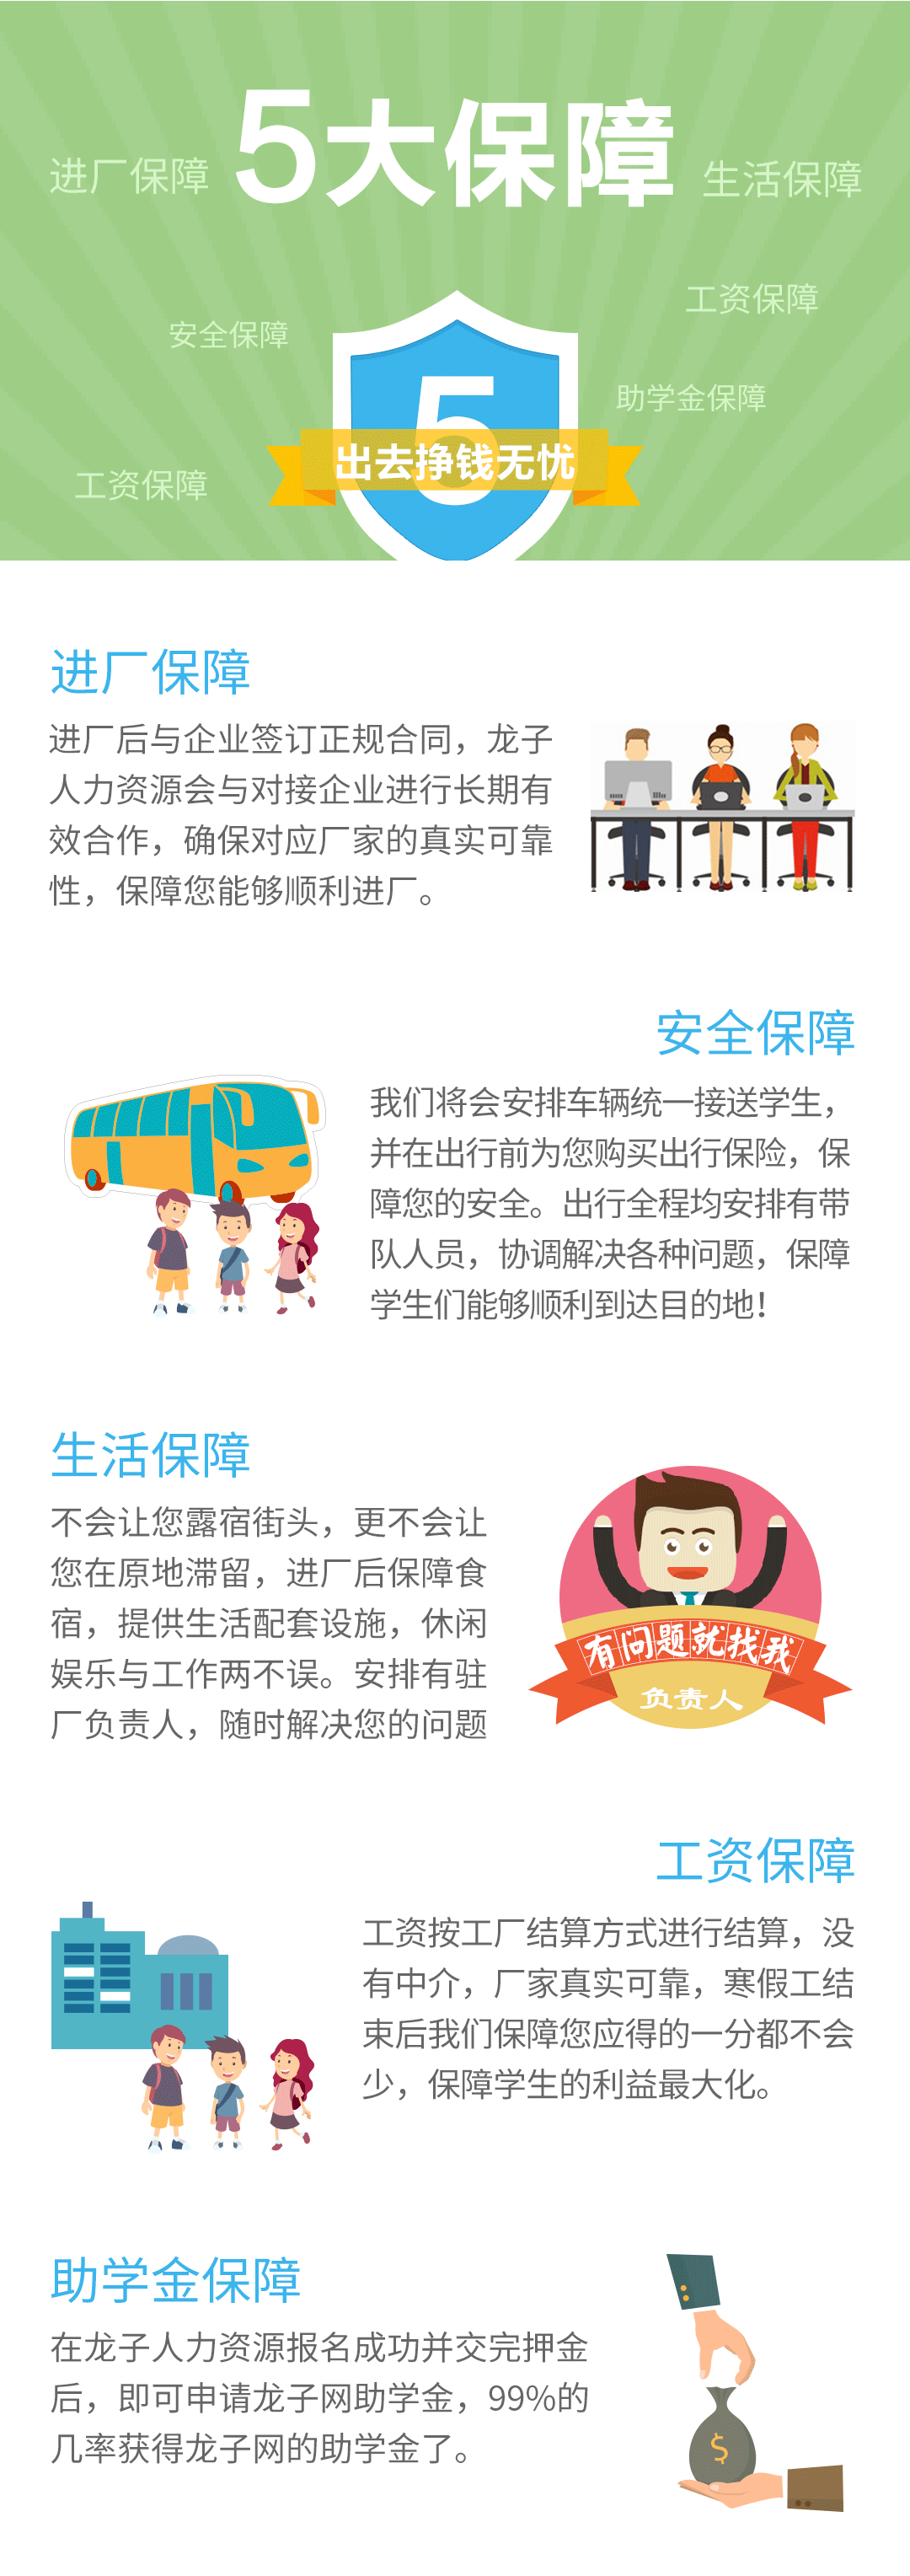 5大保障
进厂保障
生活保障
工资保障
安全保障
助学金保障
工资保障
5
出去挣钱无忧
进厂保障
进厂后与企业签订正规合同，龙子
人力资源会与对接企业进行长期有
效合作，确保对应厂家的真实可靠
性，保障您能够顺利进厂。
安全保障
我们将会安排车辆统一接送学生，
并在出行前为您购买出行保险，保
障您的安全。出行全程均安排有带
队人员，协调解决各种问题，保障
学生们能够顺利到达目的地！
生活保障
不会让您露宿街头，更不会让
您在原地滞留，进厂后保障食
宿，提供生活配套设施，休闲
娱乐与工作两不误。安排有驻
厂负责人，随时解决您的问题
有问题就找我
负责人
工资保障
工资按工厂结算方式进行结算，没
有中介，厂家真实可靠，寒假工结
束后我们保障您应得的一分都不会
少，保障学生的利益最大化。
助学金保障
在龙子人力资源报名成功并交完押金
后，即可申请龙子网助学金，99%的
几率获得龙子网的助学金了。
$